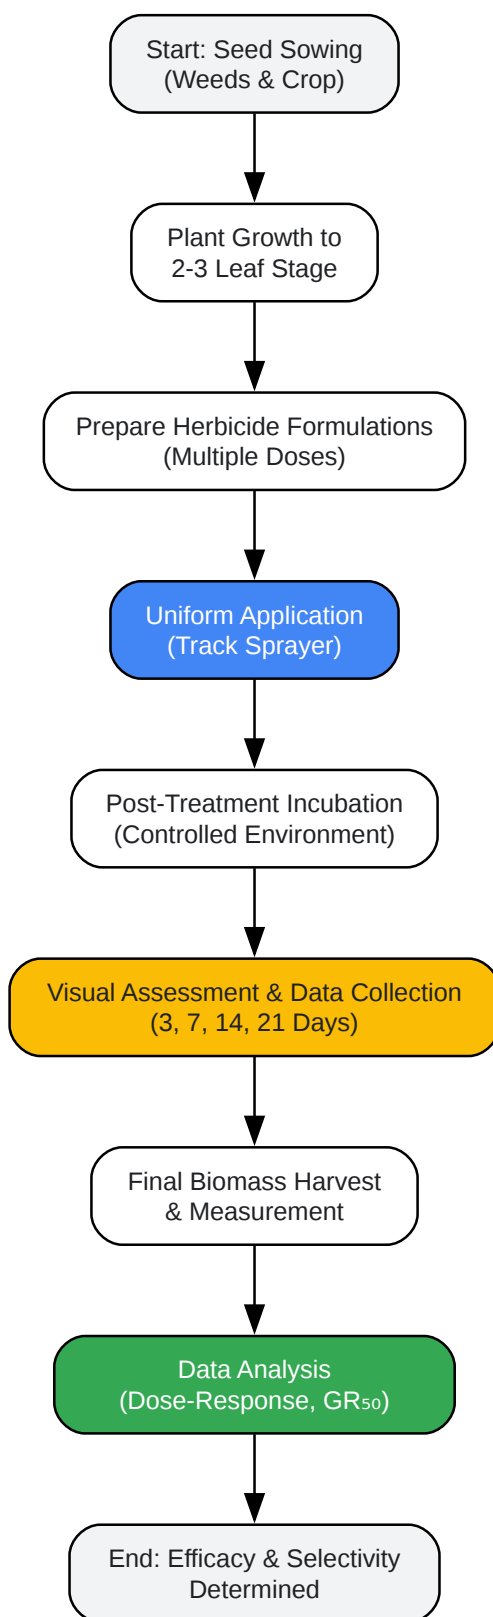 Start: Seed Sowing
(Weeds & Crop)
Plant Growth to
2-3 Leaf Stage
Prepare Herbicide Formulations
(Multiple Doses)
Uniform Application
(Track Sprayer)
Post-Treatment Incubation
(Controlled Environment)
Visual Assessment & Data Collection
(3, 7, 14, 21 Days)
Final Biomass Harvest
& Measurement
Data Analysis
(Dose-Response, GR₅₀)
End: Efficacy & Selectivity
Determined